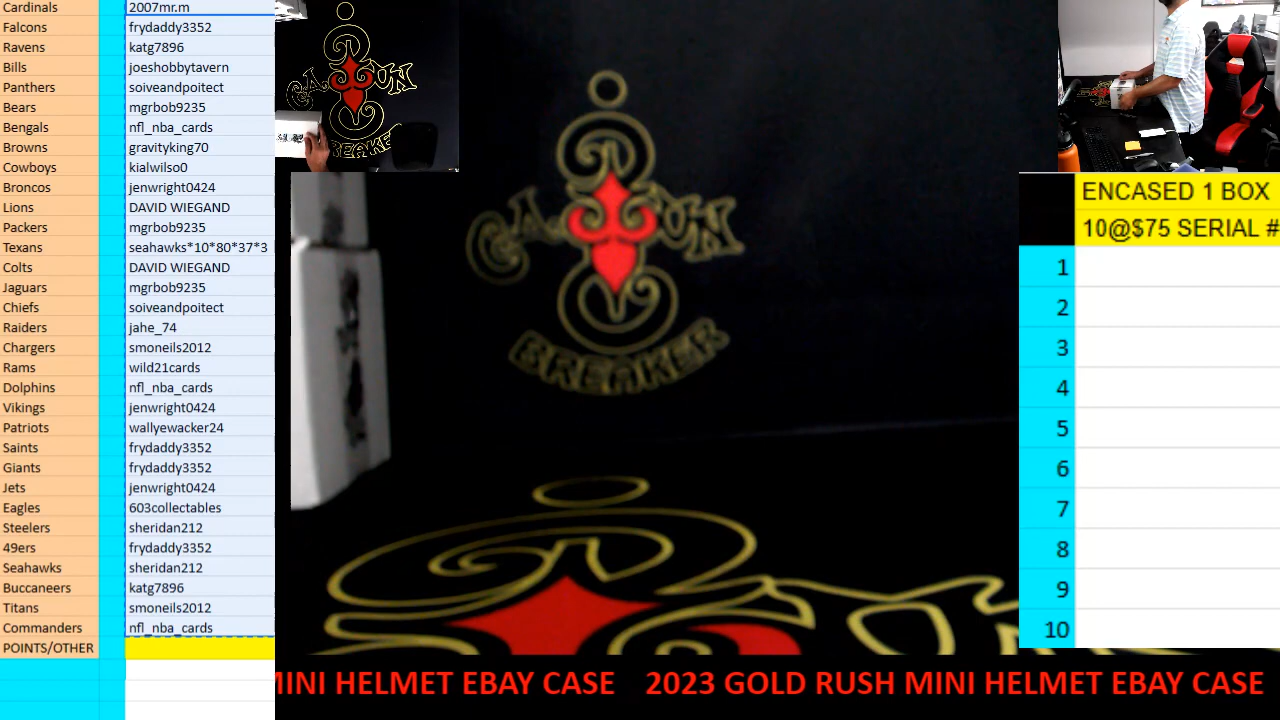 Cardinals 2007mr.m
Falcons frydaddy3352
Ravens katg7896
Bills joeshobbytavern
Panthers soiveandpoitect
Bears mgrbob9235
Bengals nfl_nba_cards
Browns gravityking70
Cowboys kialwilso0
Broncos jenwright0424
Lions DAVID WIEGAND
Packers mgrbob9235
Texans seahawks*10*80*37*3
Colts DAVID WIEGAND
Jaguars mgrbob9235
Chiefs soiveandpoitect
Raiders jahe_74
Chargers smoneils2012
Rams wild21cards
Dolphins nfl_nba_cards
Vikings jenwright0424
Patriots wallyewacker24
Saints frydaddy3352
Giants frydaddy3352
Jets jenwright0424
Eagles 603collectables
Steelers sheridan212
49ers frydaddy3352
Seahawks sheridan212
Buccaneers katg7896
Titans smoneils2012
Commanders nfl_nba_cards
POINTS/OTHER
CAJUN
BREAKER
ENCASED 1 BOX
10@$75 SERIAL #
1
2
3
4
5
6
7
8
9
10
MINI HELMET EBAY CASE 2023 GOLD RUSH MINI HELMET EBAY CASE